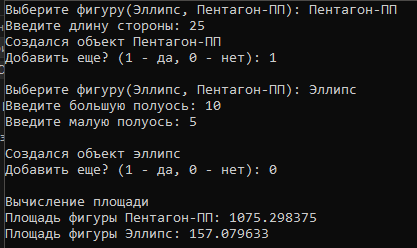 Выберите фигуру(Эллипс, Пентагон-ПП): Пентагон-ПП
Введите длину стороны: 25
Создался объект Пентагон-ПП
Добавить еще? (1 - да, 0 - нет): 1
Выберите фигуру(Эллипс, Пентагон-ПП): Эллипс
Введите большую полуось: 10
Введите малую полуось: 5
Создался объект эллипс
Добавить еще? (1 - да, 0 - нет): 0
Вычисление площади
Площадь фигуры Пентагон-ПП: 1075.298375
Площадь фигуры Эллипс: 157.079633